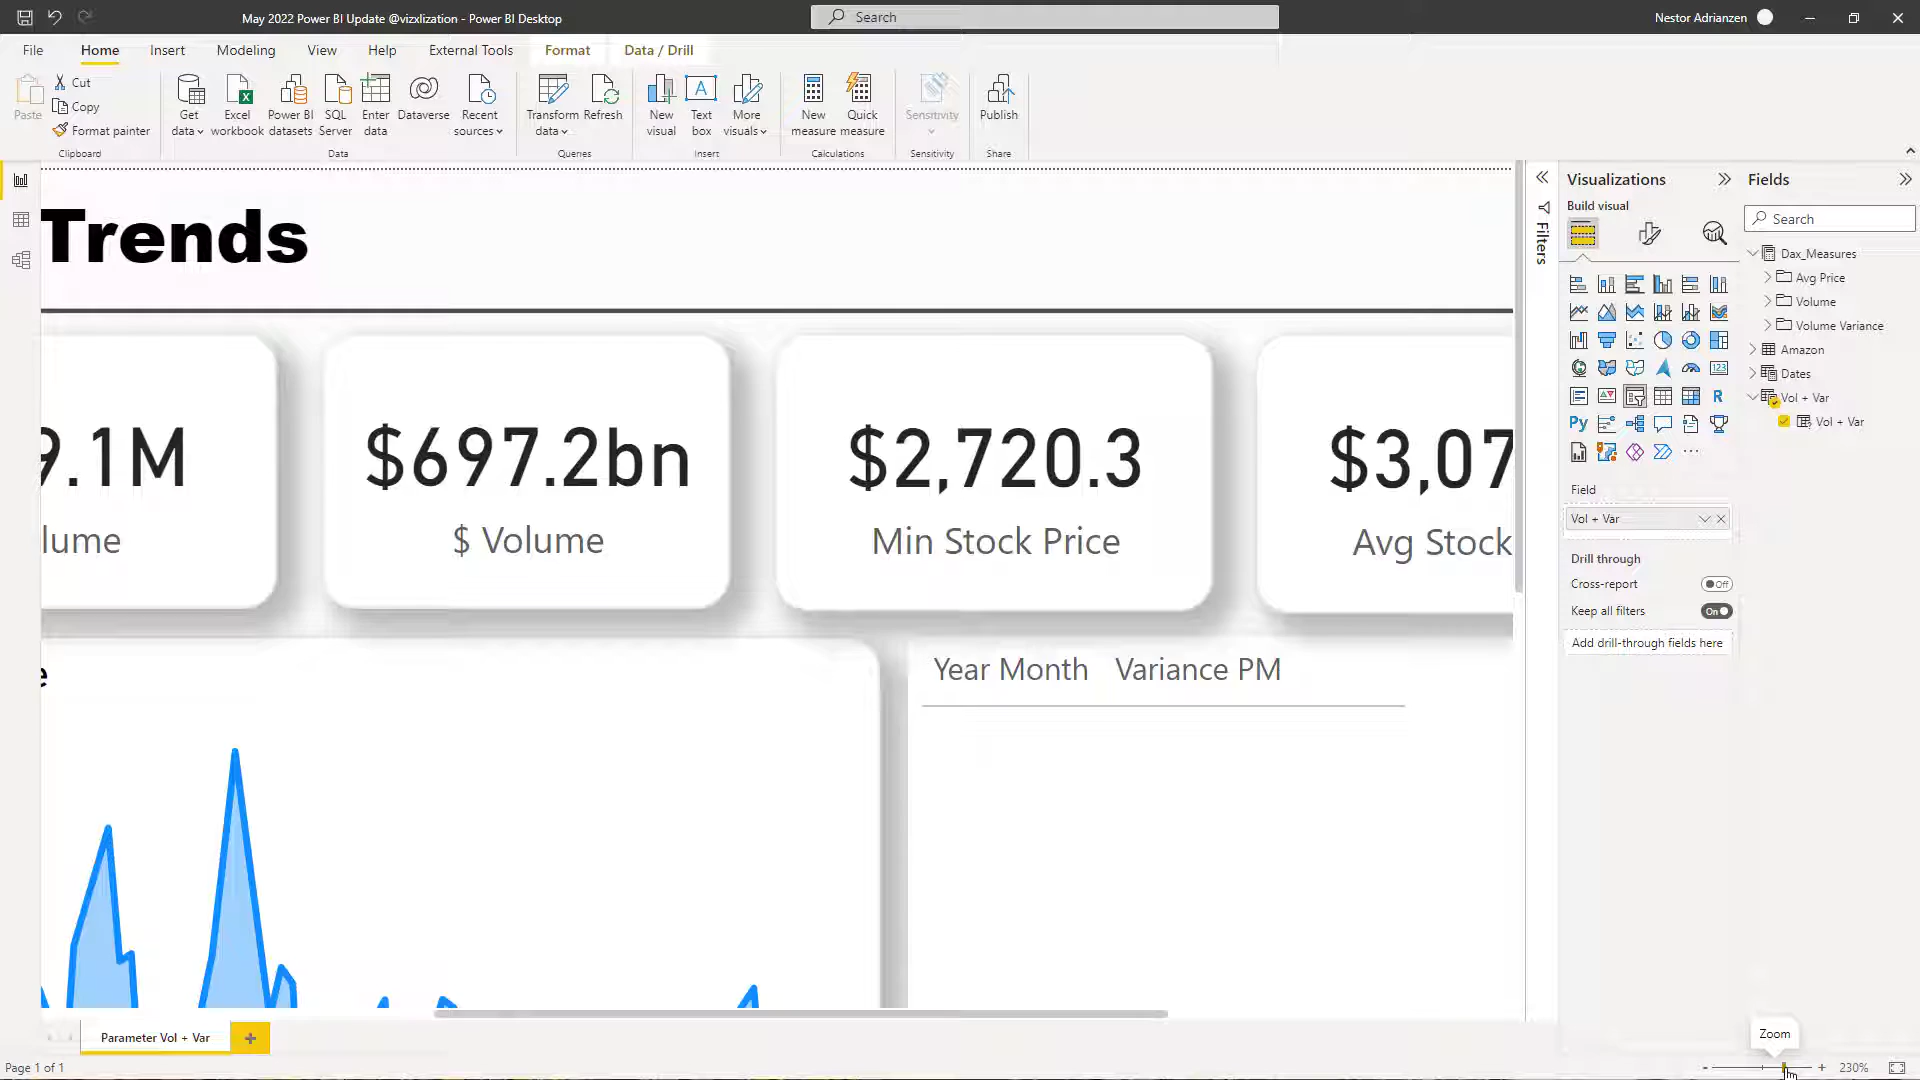 May 2022 Power BI Update @vizxlization - Power BI Desktop
Search
Nestor Adrianzen
File
Home
Insert
Modeling
View
Help
External Tools
Format
Data / Drill
Paste
Cut
Copy
Format painter
Clipboard
Get data
Excel workbook
Power BI datasets
SQL Server
Enter data
Dataverse
Recent sources
Data
Transform data
Refresh
Queries
New visual
Text box
More visuals
Insert
New measure
Quick measure
Calculations
Sensitivity
Sensitivity
Publish
Share
Trends
9.1M
lume
$697.2bn
$ Volume
$2,720.3
Min Stock Price
$3,07
Avg Stock
e
Year Month Variance PM
Filters
Visualizations
Build visual
123
R
Py
Field
Vol + Var
Drill through
Cross-report
Off
Keep all filters
On
Add drill-through fields here
Fields
Search
Dax_Measures
Avg Price
Volume
Volume Variance
Amazon
Dates
Vol + Var
Vol + Var
Parameter Vol + Var
Zoom
Page 1 of 1
- + 230%